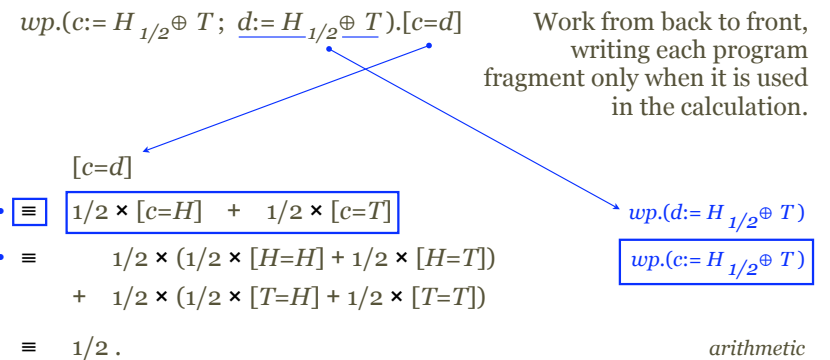 wp.(c:= H 1/2⊕ T ; d:= H 1/2⊕ T ).[c=d]
Work from back to front,
writing each program
fragment only when it is used
in the calculation.
[c=d]
≡ 1/2 × [c=H] + 1/2 × [c=T]
wp.(d:= H 1/2⊕ T )
≡ 1/2 × (1/2 × [H=H] + 1/2 × [H=T])
wp.(c:= H 1/2⊕ T )
+ 1/2 × (1/2 × [T=H] + 1/2 × [T=T])
≡ 1/2 .
arithmetic